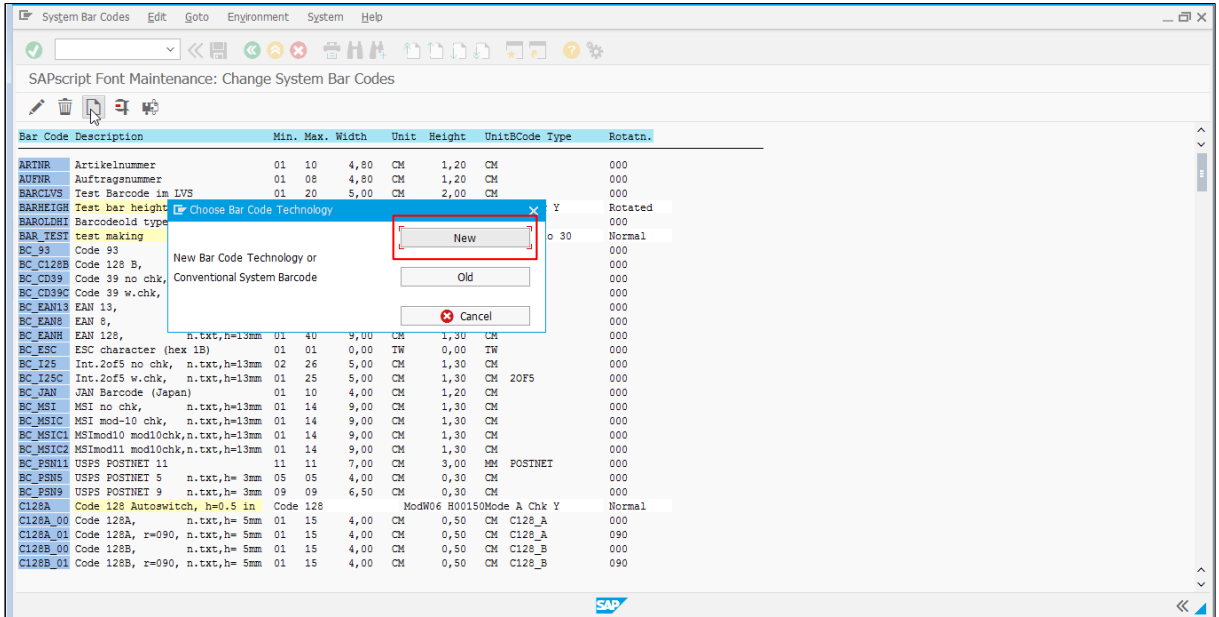 System Bar Codes Edit Goto Environment System Help
SAPscript Font Maintenance: Change System Bar Codes
Bar Code Description Min. Max. Width Unit Height UnitBCode Type Rotatn.
ARTNR Artikelnummer 01 10 4,80 CM 1,20 CM 000
AUFNR Auftragsnummer 01 08 4,80 CM 1,20 CM 000
BARCLVS Test Barcode im LVS 01 20 5,00 CM 2,00 CM 000
BARHEIGH Test bar height Y Rotated
BAROLDHI Barcodeold type 000
BAR_TEST test making o 30 Normal
BC_93 Code 93 000
BC_C128B Code 128 B, 000
BC_CD39 Code 39 no chk, 000
BC_CD39C Code 39 w.chk, 000
BC_EAN13 EAN 13, 000
BC_EAN8 EAN 8, 000
BC_EANH EAN 128, n.txt,h=13mm 01 40 9,00 CM 1,30 CM 000
BC_ESC ESC character (hex 1B) 01 01 0,00 TW 0,00 TW 000
BC_I25 Int.2of5 no chk, n.txt,h=13mm 02 26 5,00 CM 1,30 CM 000
BC_I25C Int.2of5 w.chk, n.txt,h=13mm 01 25 5,00 CM 1,30 CM 2OF5 000
BC_JAN JAN Barcode (Japan) 01 10 4,00 CM 1,20 CM 000
BC_MSI MSI no chk, n.txt,h=13mm 01 14 9,00 CM 1,30 CM 000
BC_MSIC MSI mod-10 chk, n.txt,h=13mm 01 14 9,00 CM 1,30 CM 000
BC_MSIC1 MSImod10 mod10chk,n.txt,h=13mm 01 14 9,00 CM 1,30 CM 000
BC_MSIC2 MSImod11 mod10chk,n.txt,h=13mm 01 14 9,00 CM 1,30 CM 000
BC_PSN11 USPS POSTNET 11 11 11 7,00 CM 3,00 MM POSTNET 000
BC_PSN5 USPS POSTNET 5 n.txt,h= 3mm 05 05 4,00 CM 0,30 CM 000
BC_PSN9 USPS POSTNET 9 n.txt,h= 3mm 09 09 6,50 CM 0,30 CM 000
C128A Code 128 Autoswitch, h=0.5 in Code 128 ModW06 H00150Mode A Chk Y Normal
C128A_00 Code 128A, n.txt,h= 5mm 01 15 4,00 CM 0,50 CM C128_A 000
C128A_01 Code 128A, r=090, n.txt,h= 5mm 01 15 4,00 CM 0,50 CM C128_A 090
C128B_00 Code 128B, n.txt,h= 5mm 01 15 4,00 CM 0,50 CM C128_B 000
C128B_01 Code 128B, r=090, n.txt,h= 5mm 01 15 4,00 CM 0,50 CM C128_B 090
Choose Bar Code Technology
New Bar Code Technology or
Conventional System Barcode
New
Old
Cancel
SAP